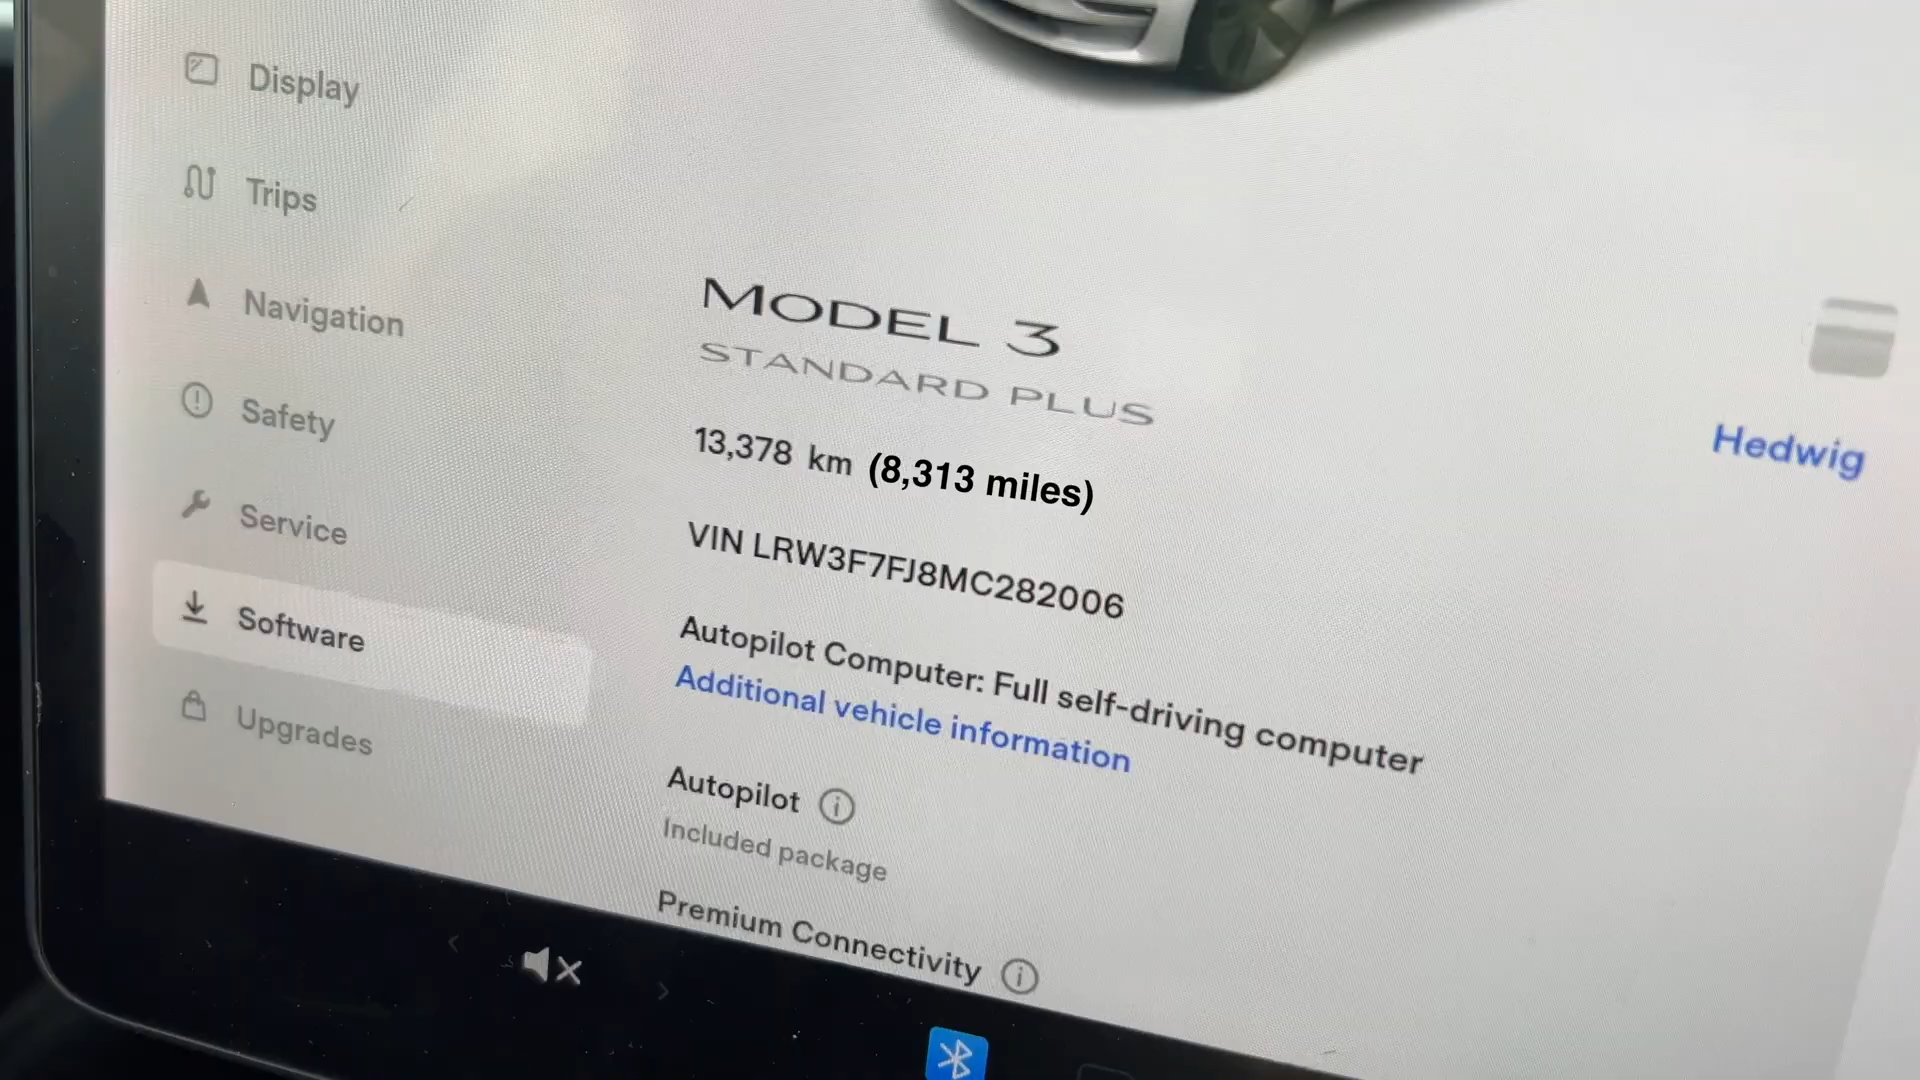 Display
Trips
Navigation
Safety
Service
Software
Upgrades
MODEL 3
STANDARD PLUS
13,378 km (8,313 miles)
VIN LRW3F7FJ8MC282006
Autopilot Computer: Full self-driving computer
Additional vehicle information
Autopilot
Included package
Premium Connectivity
Hedwig